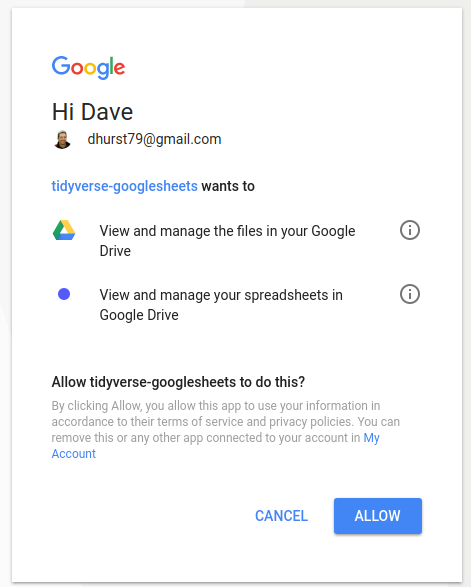 Google
Hi Dave
dhurst79@gmail.com
tidyverse-googlesheets wants to
View and manage the files in your Google
Drive
View and manage your spreadsheets in
Google Drive
Allow tidyverse-googlesheets to do this?
By clicking Allow, you allow this app to use your information in
accordance to their terms of service and privacy policies. You can
remove this or any other app connected to your account in My
Account
CANCEL ALLOW